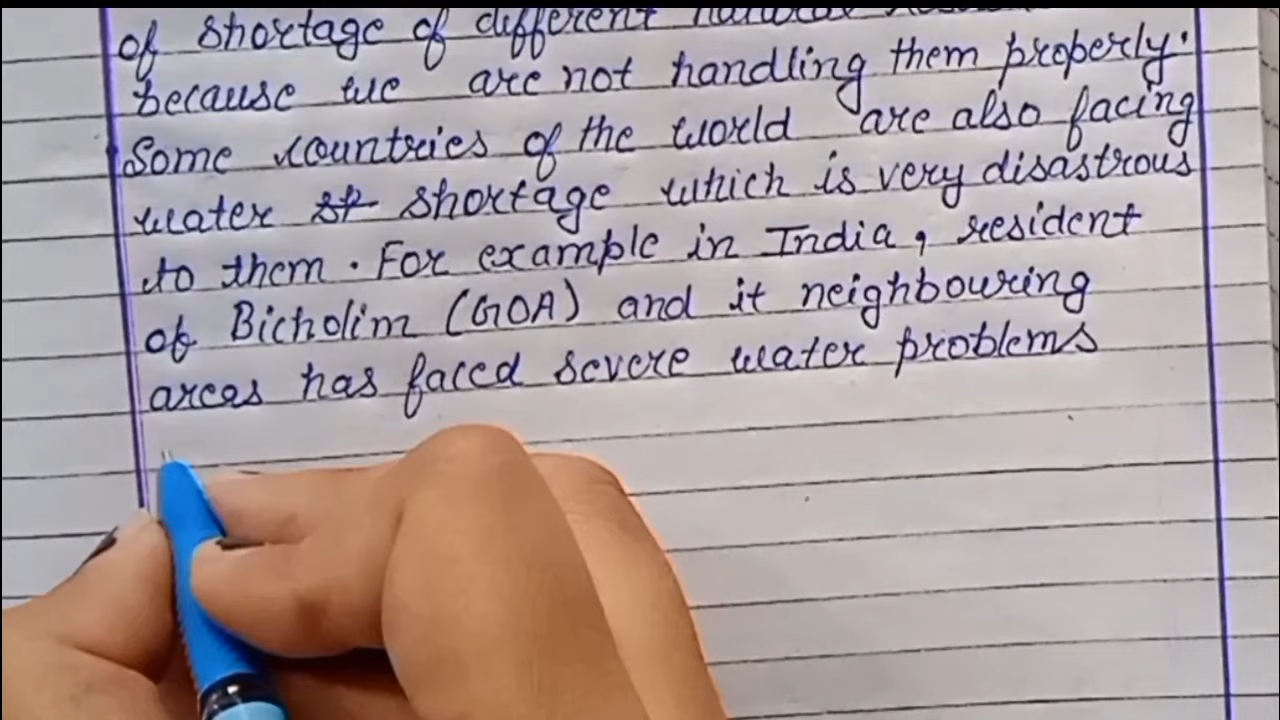 of shortage of different natural
because we are not handling them properly.
Some countries of the world are also facing
water st shortage which is very disastrous
to them. For example in India, resident
of Bicholim (GOA) and it neighbouring
areas has faced severe water problems